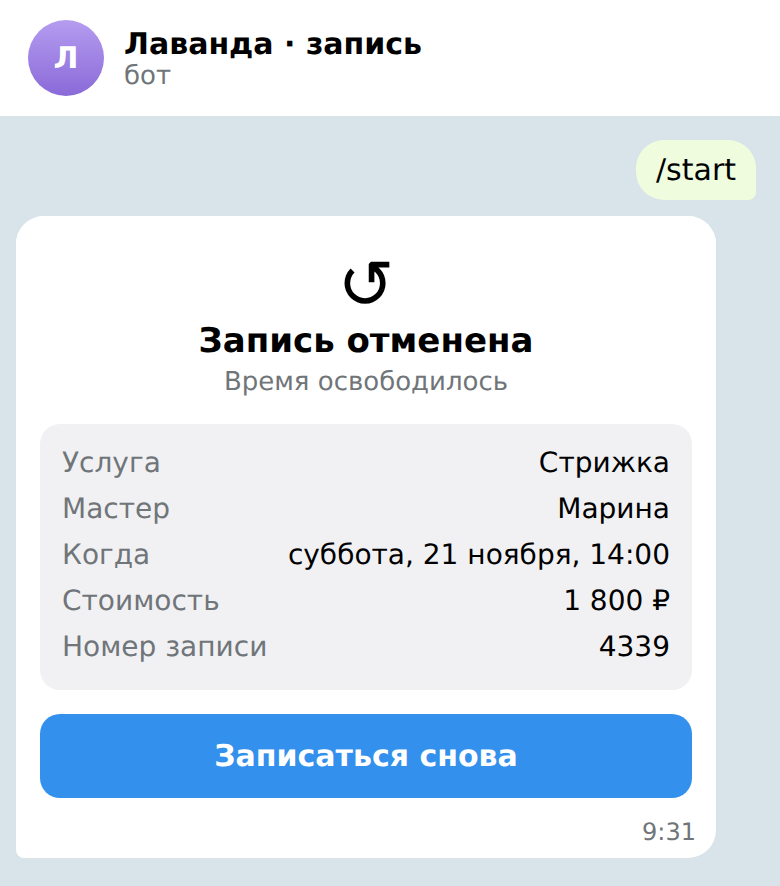 Л
Лаванда · запись
бот
/start
Запись отменена
Время освободилось
Услуга Стрижка
Мастер Марина
Когда суббота, 21 ноября, 14:00
Стоимость 1 800 ₽
Номер записи 4339
Записаться снова
9:31